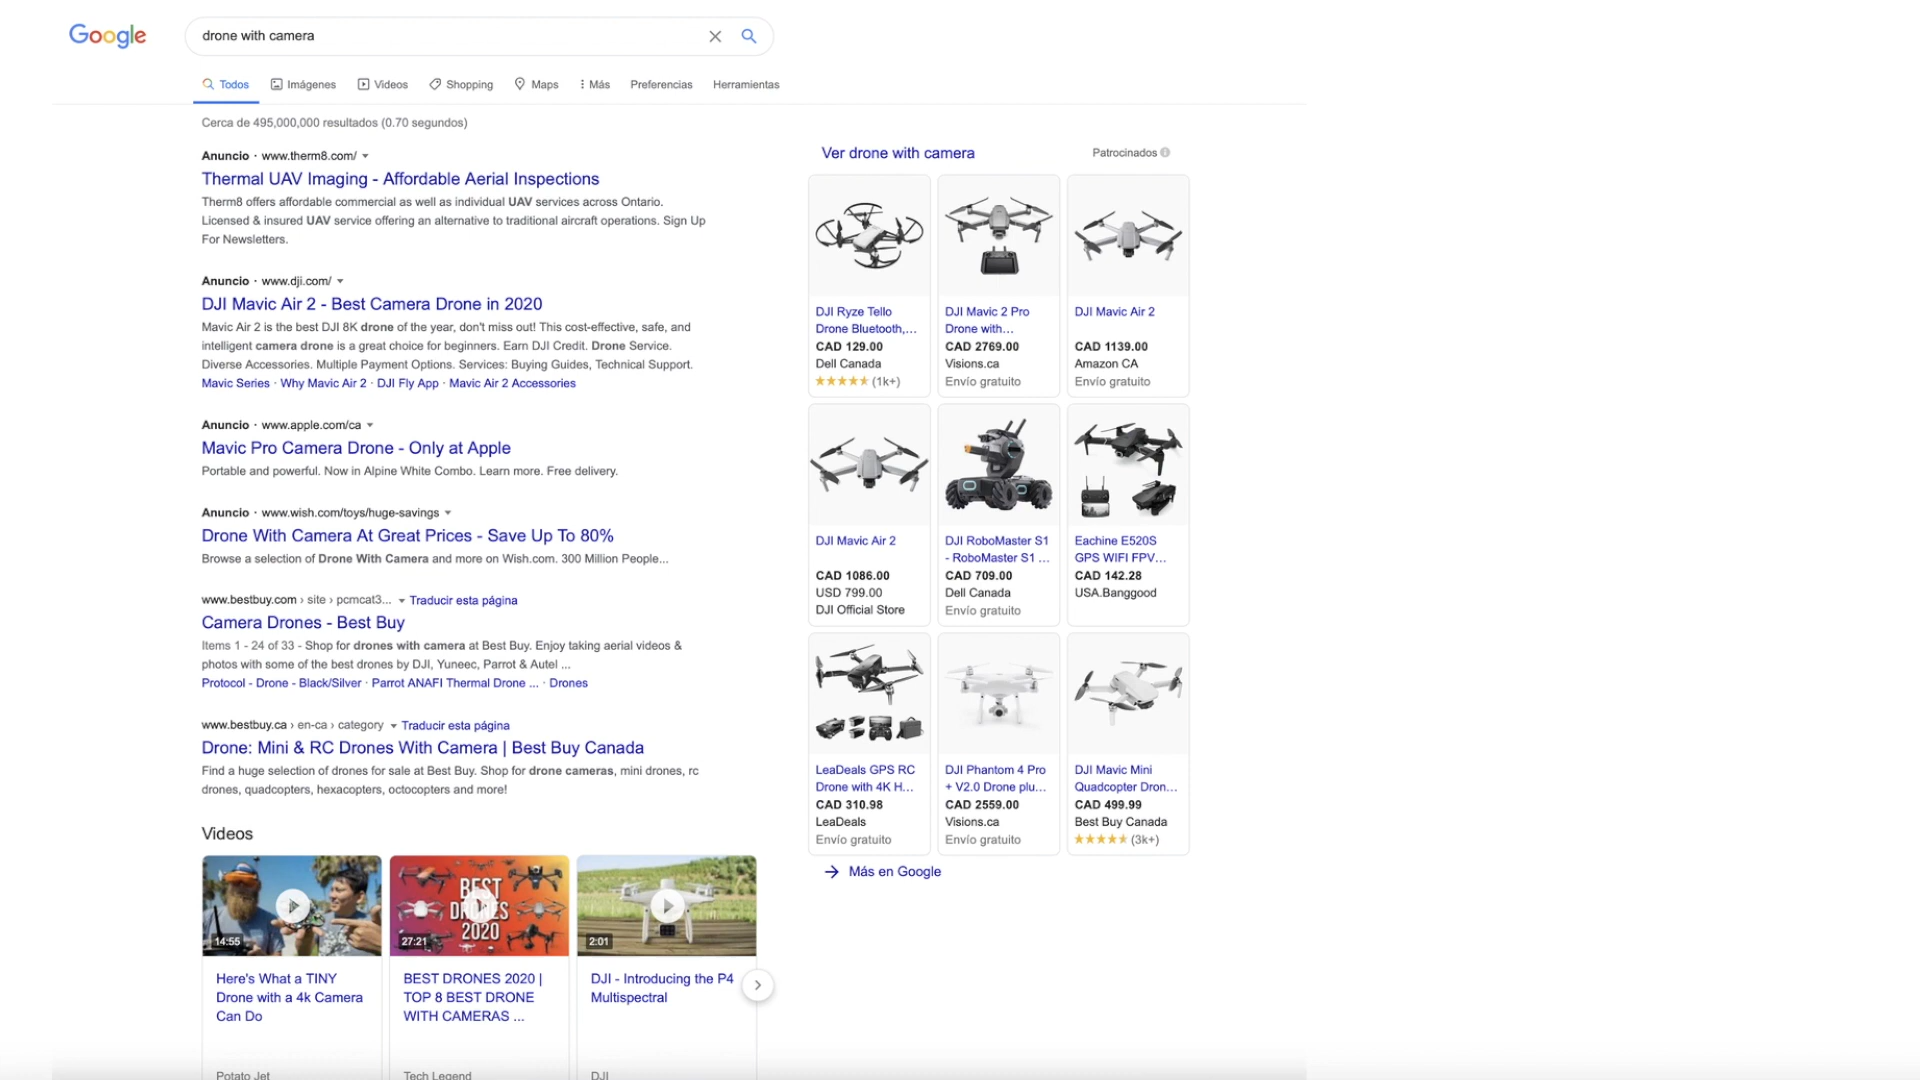 Google
drone with camera
Todos
Imágenes
Videos
Shopping
Maps
Más
Preferencias
Herramientas
Cerca de 495,000,000 resultados (0.70 segundos)
Anuncio · www.therm8.com/
Thermal UAV Imaging - Affordable Aerial Inspections
Therm8 offers affordable commercial as well as individual UAV services across Ontario.
Licensed & insured UAV service offering an alternative to traditional aircraft operations. Sign Up
For Newsletters.
Anuncio · www.dji.com/
DJI Mavic Air 2 - Best Camera Drone in 2020
Mavic Air 2 is the best DJI 8K drone of the year, don't miss out! This cost-effective, safe, and
intelligent camera drone is a great choice for beginners. Earn DJI Credit. Drone Service.
Diverse Accessories. Multiple Payment Options. Services: Buying Guides, Technical Support.
Mavic Series · Why Mavic Air 2 · DJI Fly App · Mavic Air 2 Accessories
Anuncio · www.apple.com/ca
Mavic Pro Camera Drone - Only at Apple
Portable and powerful. Now in Alpine White Combo. Learn more. Free delivery.
Anuncio · www.wish.com/toys/huge-savings
Drone With Camera At Great Prices - Save Up To 80%
Browse a selection of Drone With Camera and more on Wish.com. 300 Million People...
www.bestbuy.com › site › pcmcat3... Traducir esta página
Camera Drones - Best Buy
Items 1 - 24 of 33 - Shop for drones with camera at Best Buy. Enjoy taking aerial videos &
photos with some of the best drones by DJI, Yuneec, Parrot & Autel ...
Protocol - Drone - Black/Silver · Parrot ANAFI Thermal Drone ... · Drones
www.bestbuy.ca › en-ca › category Traducir esta página
Drone: Mini & RC Drones With Camera | Best Buy Canada
Find a huge selection of drones for sale at Best Buy. Shop for drone cameras, mini drones, rc
drones, quadcopters, hexacopters, octocopters and more!
Videos
14:55
Here's What a TINY
Drone with a 4k Camera
Can Do
Potato Jet
BEST
DRONES
2020
27:21
BEST DRONES 2020 |
TOP 8 BEST DRONE
WITH CAMERAS ...
Tech Legend
2:01
DJI - Introducing the P4
Multispectral
DJI
Ver drone with camera
Patrocinados
DJI Ryze Tello
Drone Bluetooth,...
CAD 129.00
Dell Canada
(1k+)
DJI Mavic 2 Pro
Drone with...
CAD 2769.00
Visions.ca
Envío gratuito
DJI Mavic Air 2
CAD 1139.00
Amazon CA
Envío gratuito
DJI Mavic Air 2
CAD 1086.00
USD 799.00
DJI Official Store
DJI RoboMaster S1
- RoboMaster S1 ...
CAD 709.00
Dell Canada
Envío gratuito
Eachine E520S
GPS WIFI FPV...
CAD 142.28
USA.Banggood
LeaDeals GPS RC
Drone with 4K H...
CAD 310.98
LeaDeals
Envío gratuito
DJI Phantom 4 Pro
+ V2.0 Drone plu...
CAD 2559.00
Visions.ca
Envío gratuito
DJI Mavic Mini
Quadcopter Dron...
CAD 499.99
Best Buy Canada
(3k+)
Más en Google